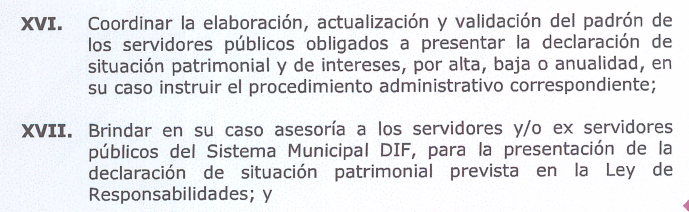 XVI. Coordinar la elaboración, actualización y validación del padrón de
los servidores públicos obligados a presentar la declaración de
situación patrimonial y de intereses, por alta, baja o anualidad, en
su caso instruir el procedimiento administrativo correspondiente;
XVII. Brindar en su caso asesoría a los servidores y/o ex servidores
públicos del Sistema Municipal DIF, para la presentación de la
declaración de situación patrimonial prevista en la Ley de
Responsabilidades; y